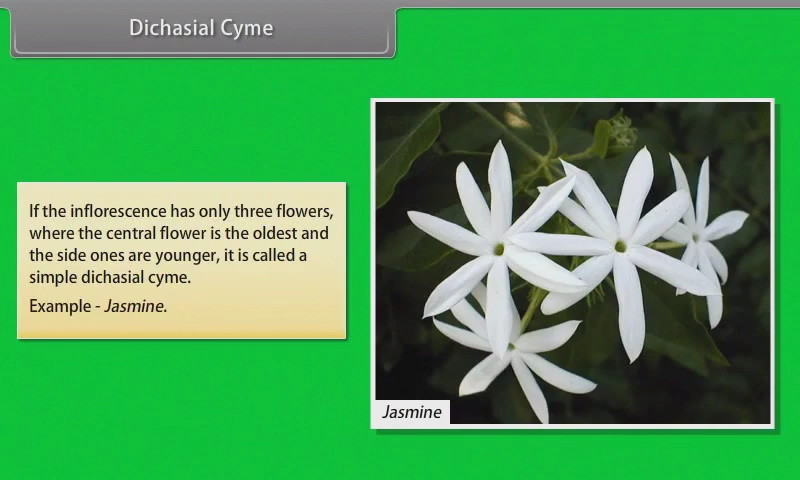 Dichasial Cyme
If the inflorescence has only three flowers,
where the central flower is the oldest and
the side ones are younger, it is called a
simple dichasial cyme.
Example - Jasmine.
Jasmine